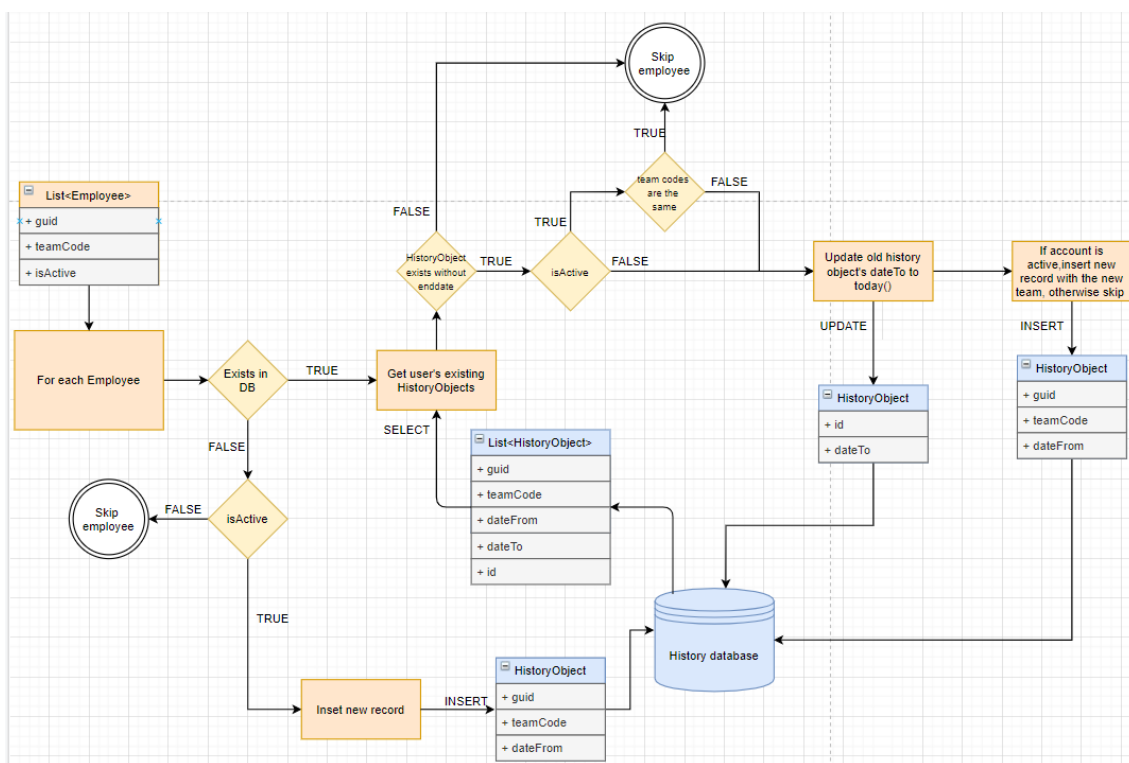 Skip
employee
TRUE
team codes
are the
same
FALSE
List<Employee>
+ guid
+ teamCode
+ isActive
FALSE
TRUE
HistoryObject
exists without
enddate
TRUE
isActive
FALSE
Update old history
object's dateTo to
today()
If account is
active,insert new
record with the new
team, otherwise skip
UPDATE
INSERT
For each Employee
Exists in
DB
TRUE
Get user's existing
HistoryObjects
HistoryObject
+ id
+ dateTo
HistoryObject
+ guid
+ teamCode
+ dateFrom
SELECT
FALSE
List<HistoryObject>
+ guid
+ teamCode
+ dateFrom
+ dateTo
+ id
Skip
employee
FALSE
isActive
TRUE
History database
Inset new record
INSERT
HistoryObject
+ guid
+ teamCode
+ dateFrom